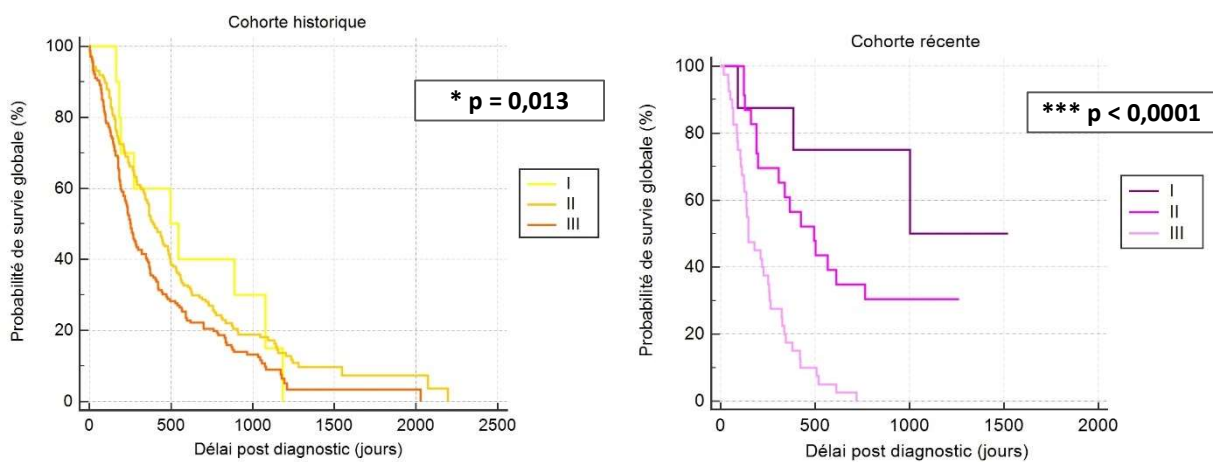 Cohorte historique
* p = 0,013
Probabilité de survie globale (%)
100
80
60
40
20
0
I
II
III
0 500 1000 1500 2000 2500
Délai post diagnostic (jours)
Cohorte récente
*** p < 0,0001
Probabilité de survie globale (%)
100
80
60
40
20
0
I
II
III
0 500 1000 1500 2000
Délai post diagnostic (jours)